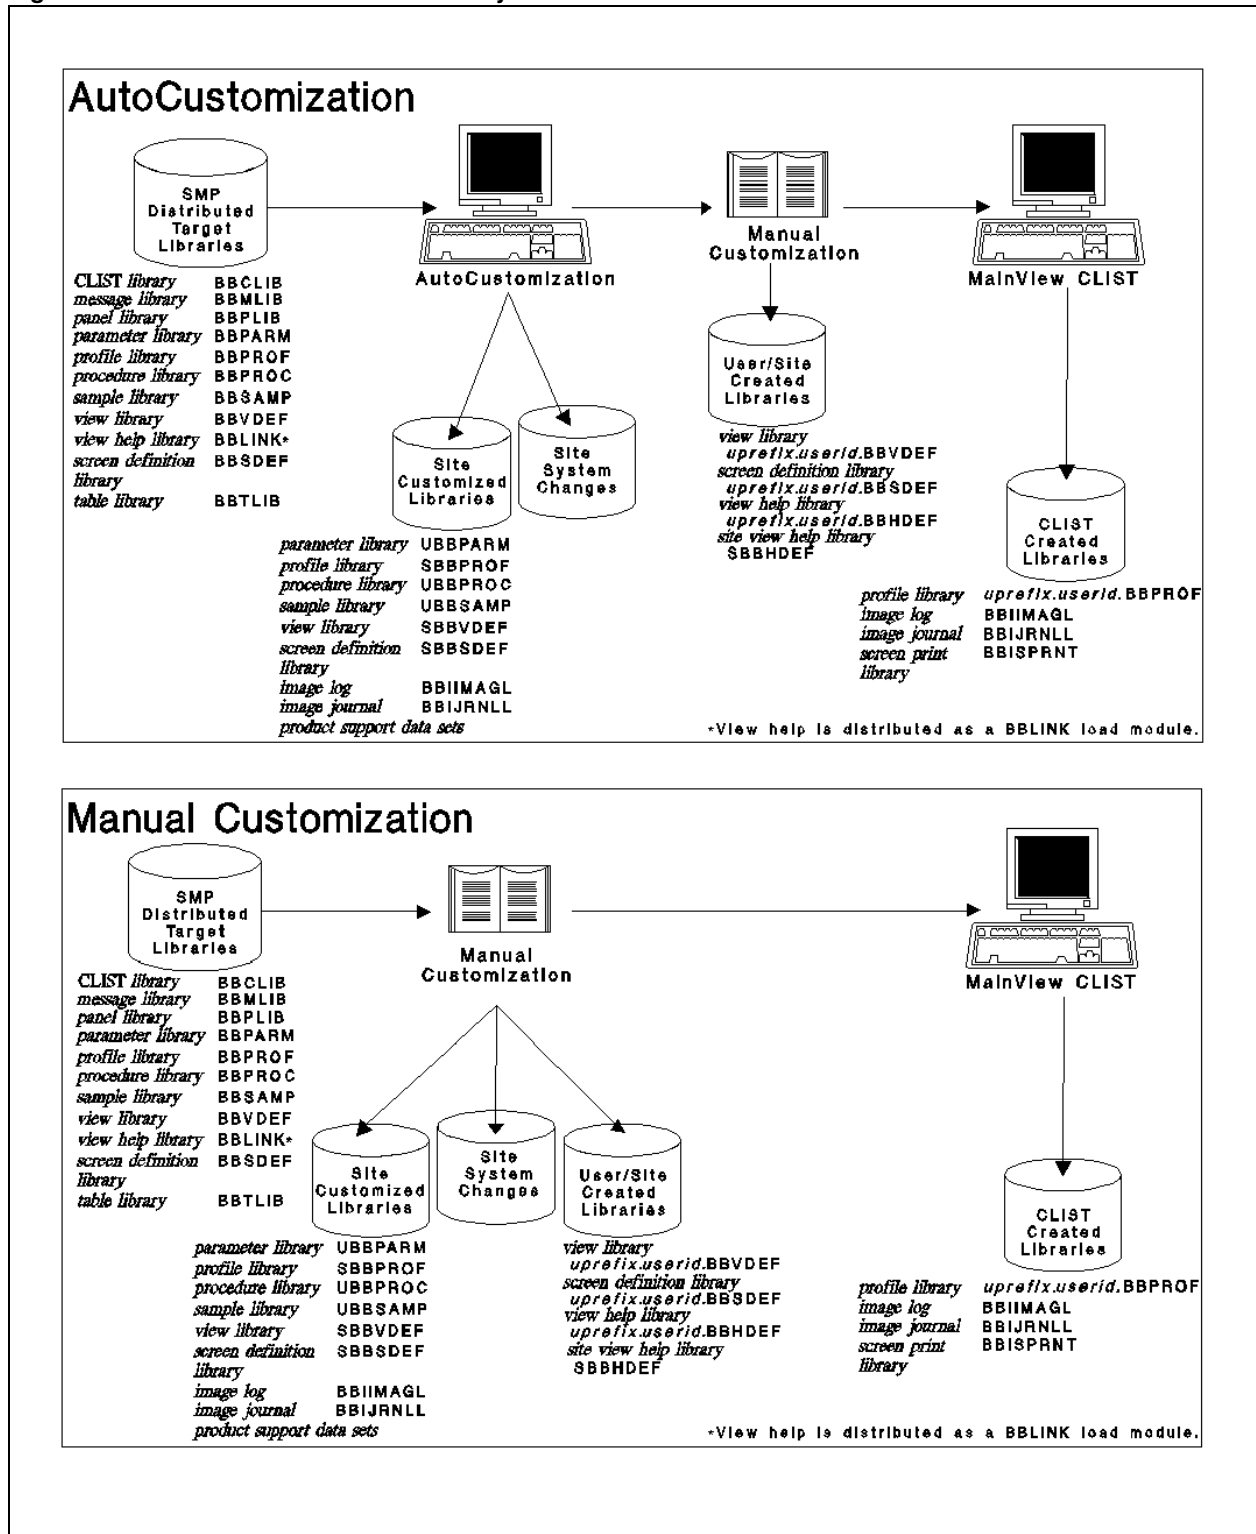 AutoCustomization
SMP
Distributed
Target
Libraries
AutoCustomization
Manual
Customization
MainView CLIST
CLIST library BBCLIB
message library BBMLIB
panel library BBPLIB
parameter library BBPARM
profile library BBPROF
procedure library BBPROC
sample library BBSAMP
view library BBVDEF
view help library BBLINK*
screen definition BBSDEF
library
table library BBTLIB
Site
Customized
Libraries
Site
System
Changes
parameter library UBBPARM
profile library SBBPROF
procedure library UBBPROC
sample library UBBSAMP
view library SBBVDEF
screen definition SBBSDEF
library
image log BBIIMAGL
image journal BBIJRNLL
product support data sets
User/Site
Created
Libraries
view library
uprefix.userid.BBVDEF
screen definition library
uprefix.userid.BBSDEF
view help library
uprefix.userid.BBHDEF
site view help library
SBBHDEF
CLIST
Created
Libraries
profile library uprefix.userid.BBPROF
image log BBIIMAGL
image journal BBIJRNLL
screen print BBISPRNT
library
*View help is distributed as a BBLINK load module.
Manual Customization
SMP
Distributed
Target
Libraries
Manual
Customization
MainView CLIST
CLIST library BBCLIB
message library BBMLIB
panel library BBPLIB
parameter library BBPARM
profile library BBPROF
procedure library BBPROC
sample library BBSAMP
view library BBVDEF
view help library BBLINK*
screen definition BBSDEF
library
table library BBTLIB
Site
Customized
Libraries
Site
System
Changes
User/Site
Created
Libraries
parameter library UBBPARM
profile library SBBPROF
procedure library UBBPROC
sample library UBBSAMP
view library SBBVDEF
screen definition SBBSDEF
library
image log BBIIMAGL
image journal BBIJRNLL
product support data sets
view library
uprefix.userid.BBVDEF
screen definition library
uprefix.userid.BBSDEF
view help library
uprefix.userid.BBHDEF
site view help library
SBBHDEF
CLIST
Created
Libraries
profile library uprefix.userid.BBPROF
image log BBIIMAGL
image journal BBIJRNLL
screen print BBISPRNT
library
*View help is distributed as a BBLINK load module.